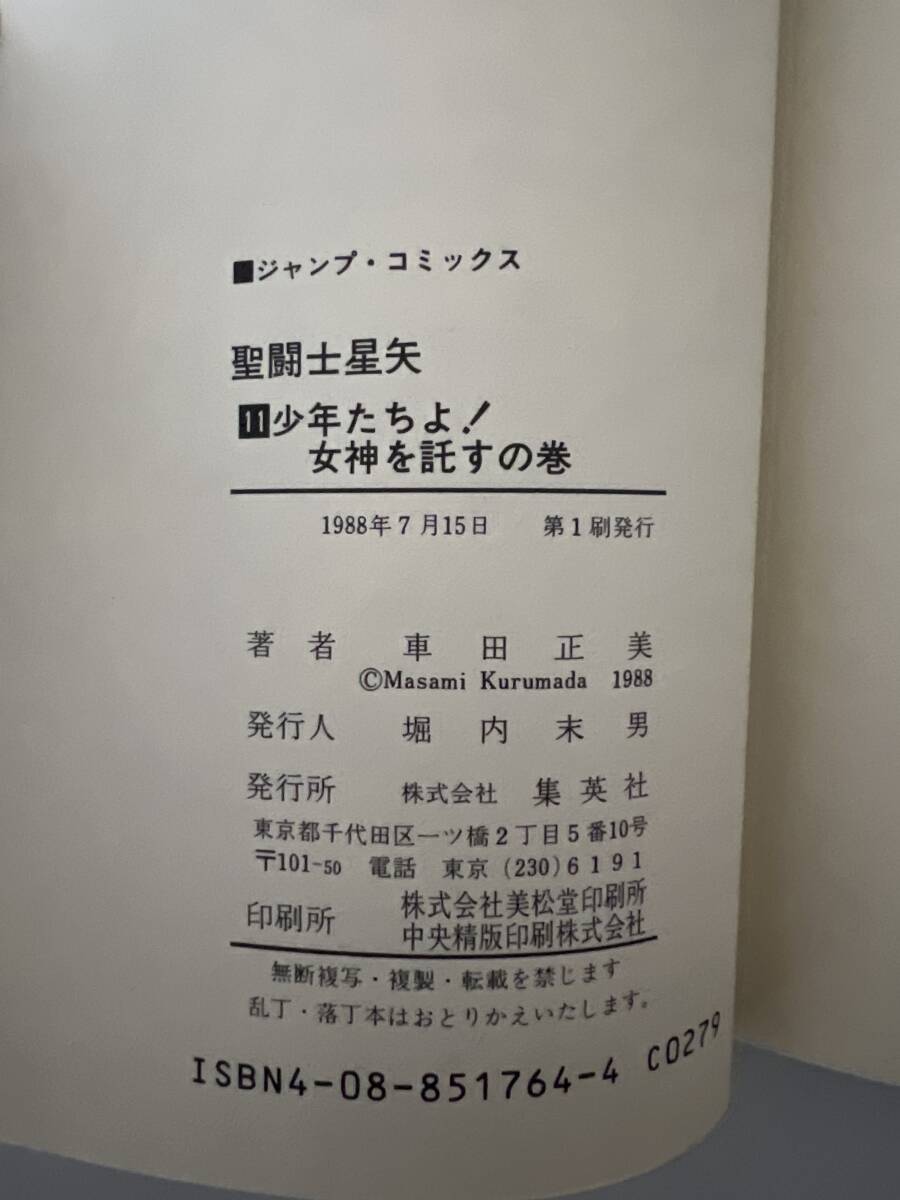 ■ジャンプ・コミックス
聖闘士星矢
11少年たちよ!
女神を託すの巻
1988年7月15日 第1刷発行
著者 車田正美
©Masami Kurumada 1988
発行人 堀内末男
発行所 株式会社 集英社
東京都千代田区一ツ橋2丁目5番10号
〒101-50 電話 東京(230)6191
印刷所 株式会社美松堂印刷所
中央精版印刷株式会社
無断複写・複製・転載を禁じます
乱丁・落丁本はおとりかえいたします。
ISBN4-08-851764-4 C0279